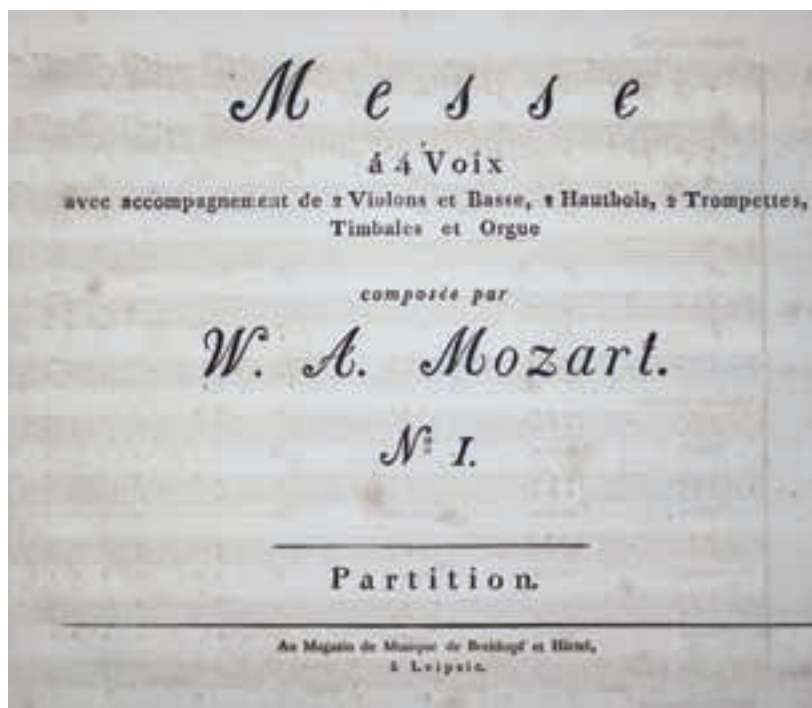 Messe
á 4 Voix
avec accompagnement de 2 Violons et Basse, 2 Hautbois, 2 Trompettes,
Timbales et Orgue
composée par
W. A. Mozart.
No I.
Partition.
Au Magasin de Musique de Breitkopf et Härtel,
à Leipsic.